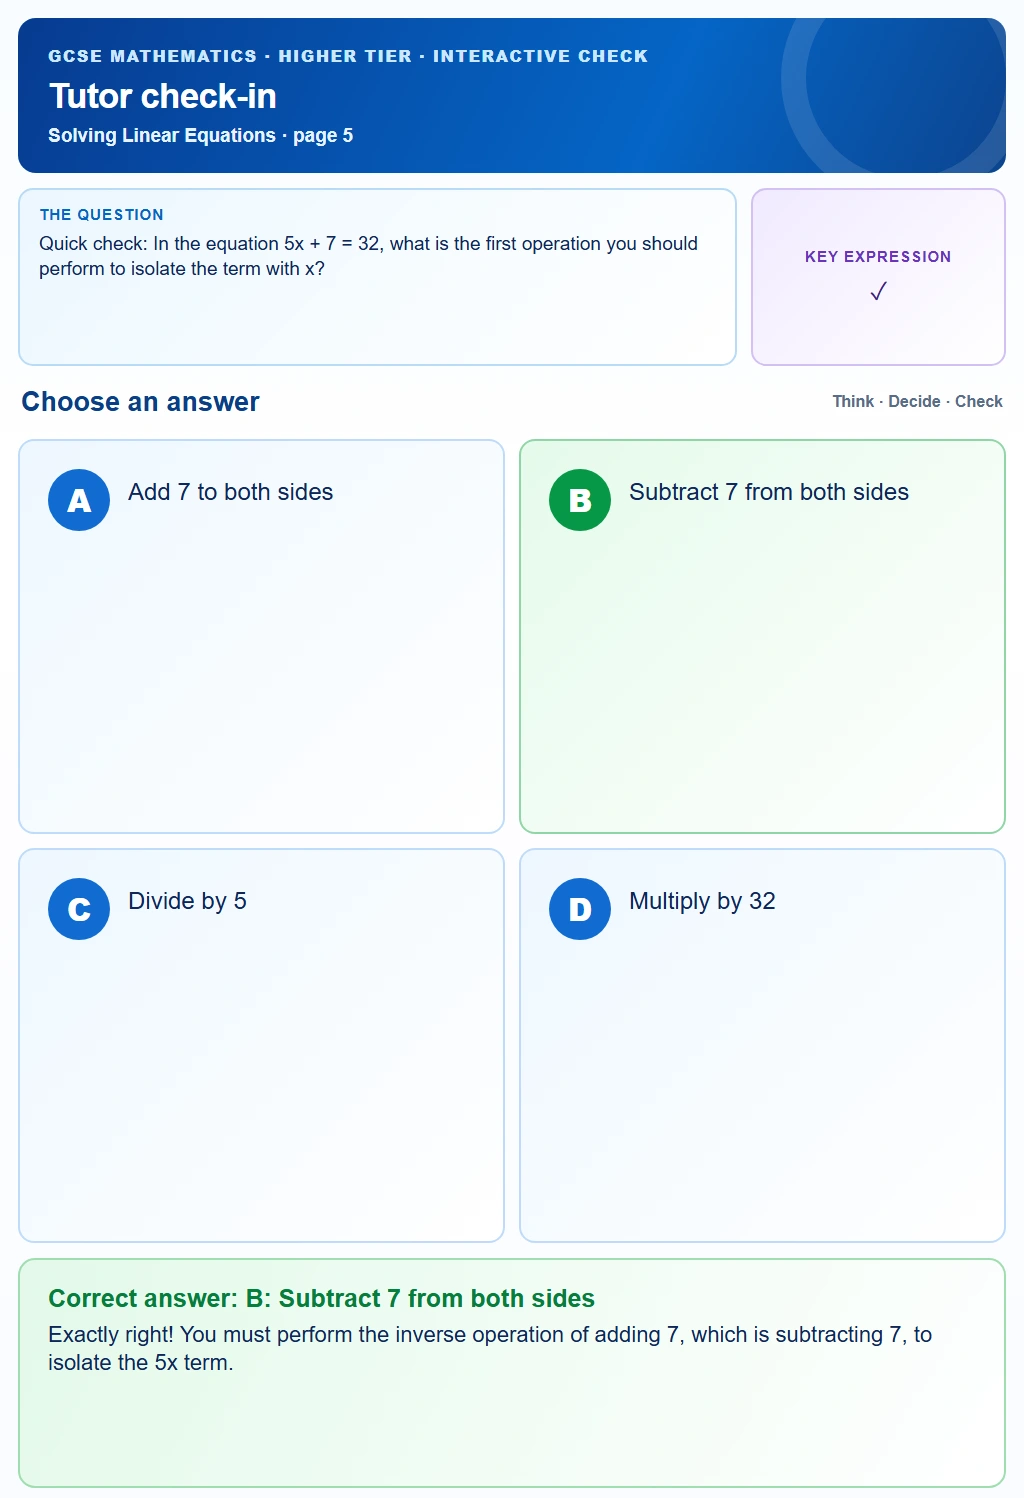 GCSE MATHEMATICS · HIGHER TIER · INTERACTIVE CHECK
Tutor check-in
Solving Linear Equations · page 5
THE QUESTION
Quick check: In the equation 5x + 7 = 32, what is the first operation you should
perform to isolate the term with x?
KEY EXPRESSION
✓
Choose an answer
Think · Decide · Check
A
Add 7 to both sides
B
Subtract 7 from both sides
C
Divide by 5
D
Multiply by 32
Correct answer: B: Subtract 7 from both sides
Exactly right! You must perform the inverse operation of adding 7, which is subtracting 7, to
isolate the 5x term.